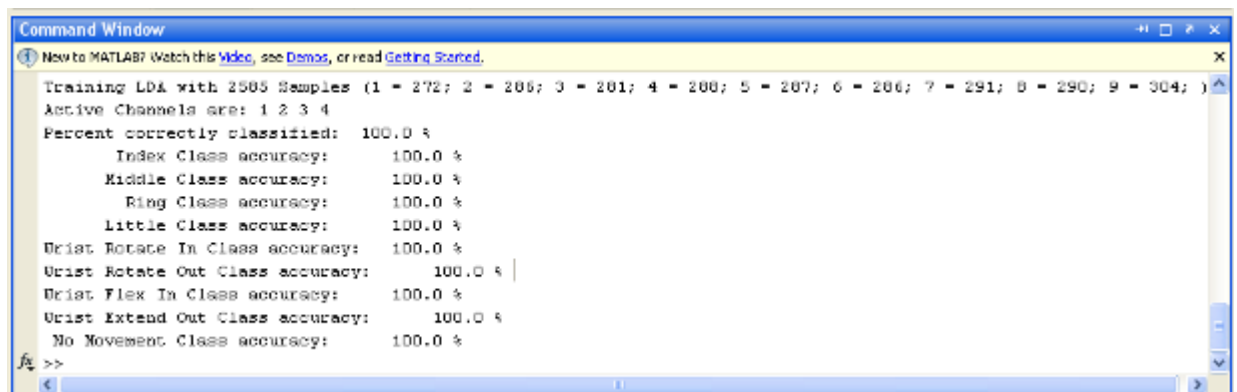 Command Window
New to MATLAB? Watch this Video, see Demos, or read Getting Started.
Training LDA with 2585 Samples (1 = 272; 2 = 286; 3 = 281; 4 = 288; 5 = 287; 6 = 286; 7 = 291; 8 = 290; 9 = 304; )
Active Channels are: 1 2 3 4
Percent correctly classified: 100.0 %
Index Class accuracy: 100.0 %
Middle Class accuracy: 100.0 %
Ring Class accuracy: 100.0 %
Little Class accuracy: 100.0 %
Wrist Rotate In Class accuracy: 100.0 %
Wrist Rotate Out Class accuracy: 100.0 %
Wrist Flex In Class accuracy: 100.0 %
Wrist Extend Out Class accuracy: 100.0 %
No Movement Class accuracy: 100.0 %
fx >>